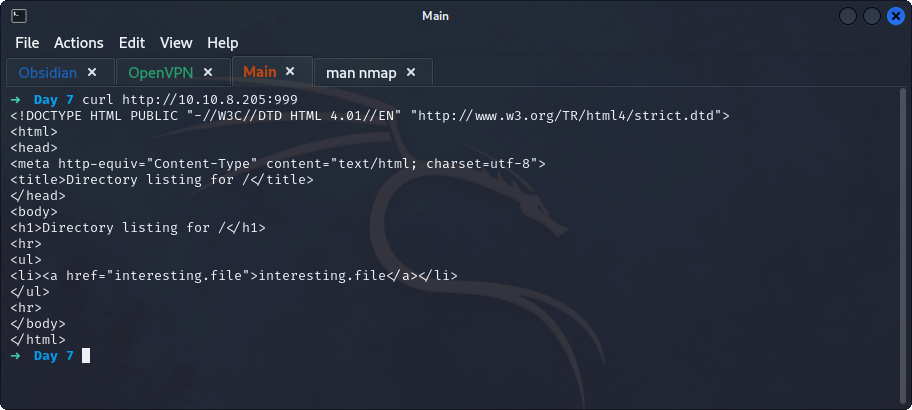 Main
File Actions Edit View Help
Obsidian × OpenVPN × Main × man nmap ×
➜ Day 7 curl http://10.10.8.205:999
<!DOCTYPE HTML PUBLIC "-//W3C//DTD HTML 4.01//EN" "http://www.w3.org/TR/html4/strict.dtd">
<html>
<head>
<meta http-equiv="Content-Type" content="text/html; charset=utf-8">
<title>Directory listing for /</title>
</head>
<body>
<h1>Directory listing for /</h1>
<hr>
<ul>
<li><a href="interesting.file">interesting.file</a></li>
</ul>
<hr>
</body>
</html>
➜ Day 7